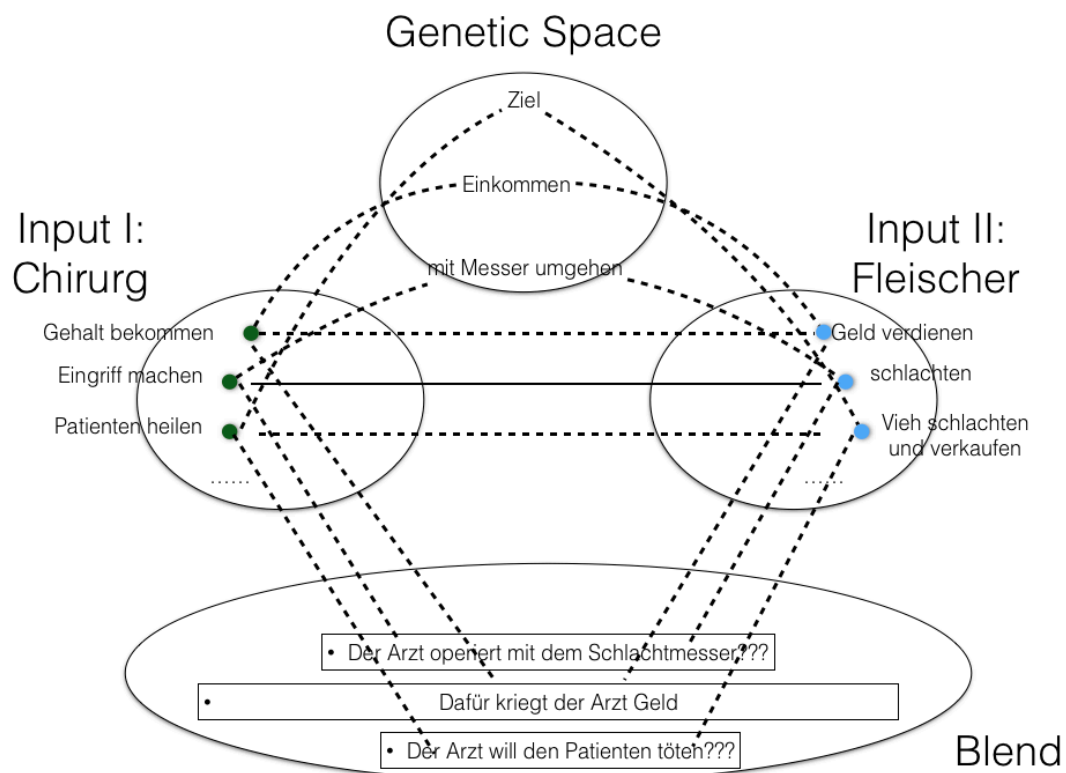 Genetic Space
Ziel
Einkommen
mit Messer umgehen
Input I:
Chirurg
Gehalt bekommen
Eingriff machen
Patienten heilen
......
Input II:
Fleischer
Geld verdienen
schlachten
Vieh schlachten
und verkaufen
......
• Der Arzt operiert mit dem Schlachtmesser???
• Dafür kriegt der Arzt Geld
• Der Arzt will den Patienten töten???
Blend